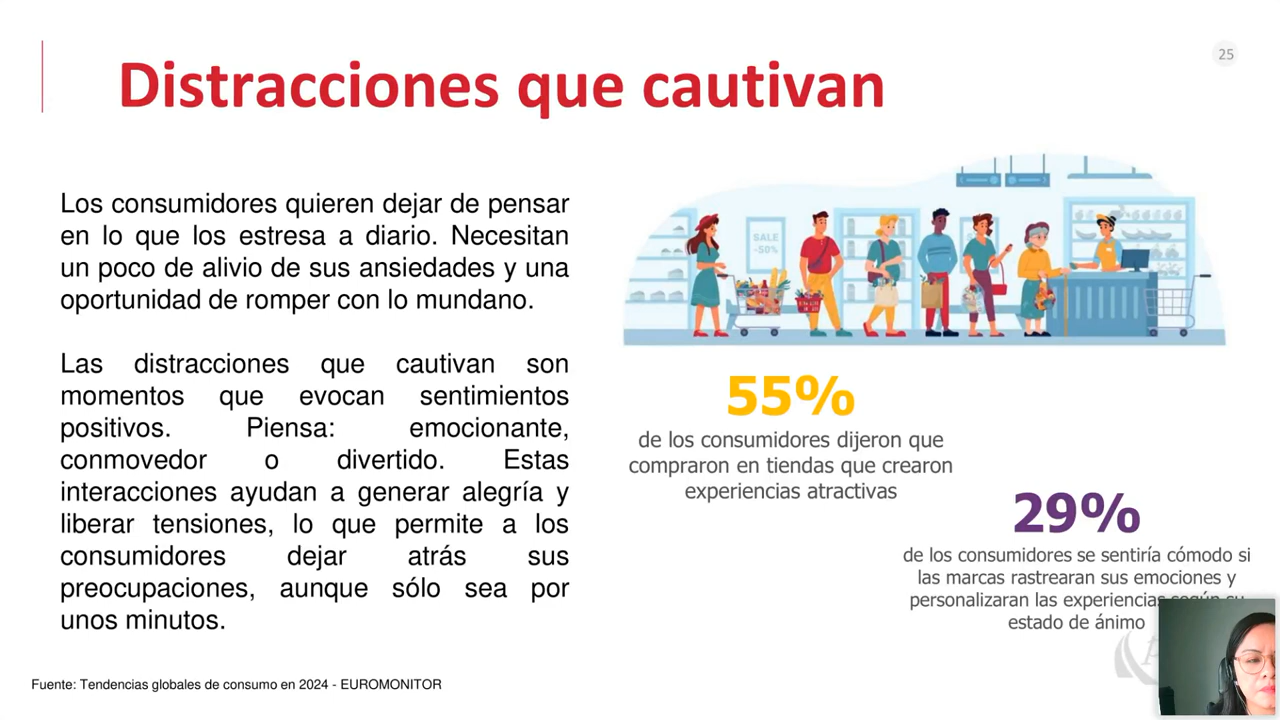 25
Distracciones que cautivan
Los consumidores quieren dejar de pensar
en lo que los estresa a diario. Necesitan
un poco de alivio de sus ansiedades y una
oportunidad de romper con lo mundano.
Las distracciones que cautivan son
momentos que evocan sentimientos
positivos. Piensa: emocionante,
conmovedor o divertido. Estas
interacciones ayudan a generar alegría y
liberar tensiones, lo que permite a los
consumidores dejar atrás sus
preocupaciones, aunque sólo sea por
unos minutos.
SALE
-50%
55%
de los consumidores dijeron que
compraron en tiendas que crearon
experiencias atractivas
29%
de los consumidores se sentiría cómodo si
las marcas rastrearan sus emociones y
personalizaran las experiencias según su
estado de ánimo
Fuente: Tendencias globales de consumo en 2024 - EUROMONITOR